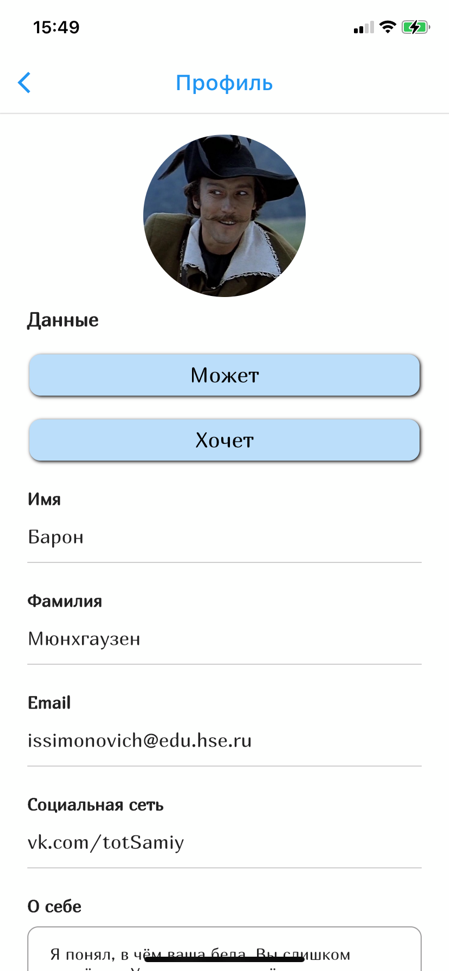 15:49
Профиль
Данные
Может
Хочет
Имя
Барон
Фамилия
Мюнхгаузен
Email
issimonovich@edu.hse.ru
Социальная сеть
vk.com/totSamiy
О себе
Я понял, в чём ваша беда. Вы слишком